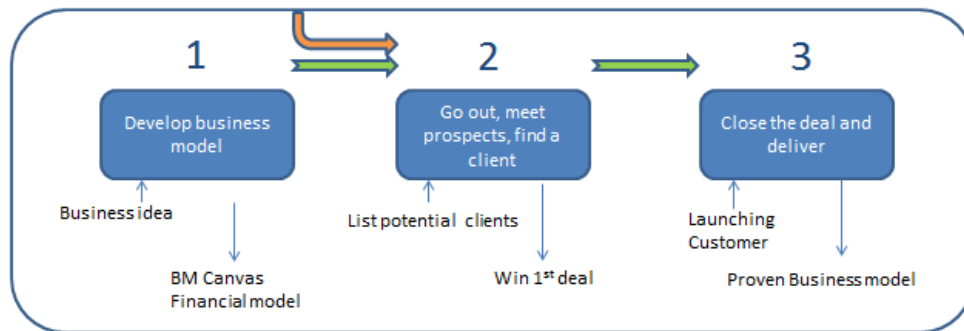 1
2
3
Develop business
model
Go out, meet
prospects, find a
client
Close the deal and
deliver
Business idea
List potential clients
Launching
Customer
BM Canvas
Financial model
Win 1st deal
Proven Business model